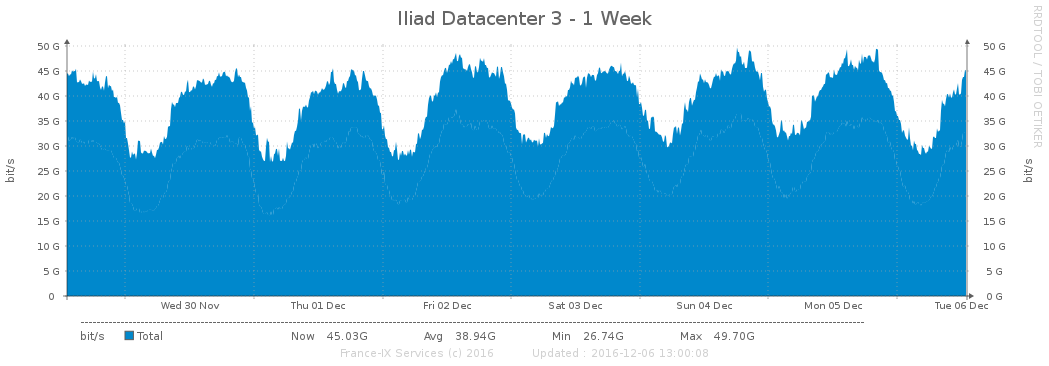 Iliad Datacenter 3 - 1 Week
RRDTOOL / TOBI OETIKER
50 G 50 G
45 G 45 G
40 G 40 G
35 G 35 G
30 G 30 G
25 G 25 G
20 G 20 G
15 G 15 G
10 G 10 G
5 G 5 G
0 0 G
bit/s bit/s
Wed 30 Nov Thu 01 Dec Fri 02 Dec Sat 03 Dec Sun 04 Dec Mon 05 Dec Tue 06 Dec
bit/s Total Now 45.03G Avg 38.94G Min 26.74G Max 49.70G
France-IX Services (c) 2016 Updated : 2016-12-06 13:00:08